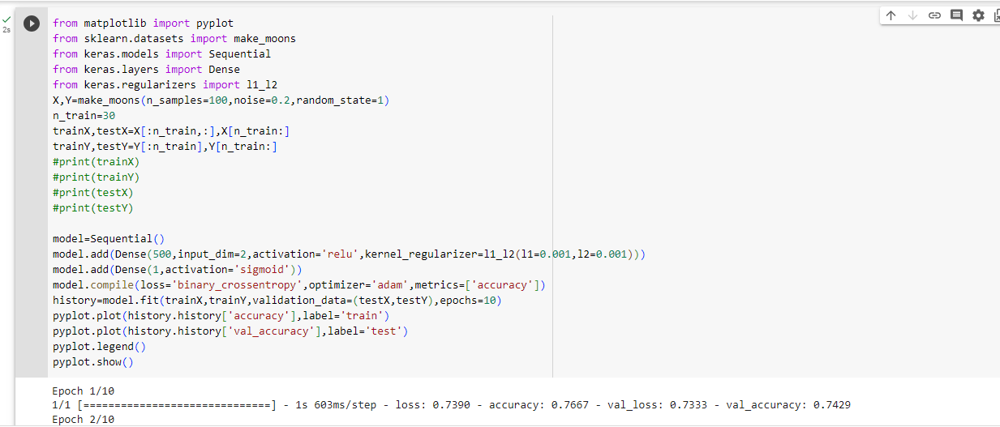 2s
from matplotlib import pyplot
from sklearn.datasets import make_moons
from keras.models import Sequential
from keras.layers import Dense
from keras.regularizers import l1_l2
X,Y=make_moons(n_samples=100,noise=0.2,random_state=1)
n_train=30
trainX,testX=X[:n_train,:],X[n_train:]
trainY,testY=Y[:n_train],Y[n_train:]
#print(trainX)
#print(trainY)
#print(testX)
#print(testY)
model=Sequential()
model.add(Dense(500,input_dim=2,activation='relu',kernel_regularizer=l1_l2(l1=0.001,l2=0.001)))
model.add(Dense(1,activation='sigmoid'))
model.compile(loss='binary_crossentropy',optimizer='adam',metrics=['accuracy'])
history=model.fit(trainX,trainY,validation_data=(testX,testY),epochs=10)
pyplot.plot(history.history['accuracy'],label='train')
pyplot.plot(history.history['val_accuracy'],label='test')
pyplot.legend()
pyplot.show()
Epoch 1/10
1/1 [==============================] - 1s 603ms/step - loss: 0.7390 - accuracy: 0.7667 - val_loss: 0.7333 - val_accuracy: 0.7429
Epoch 2/10